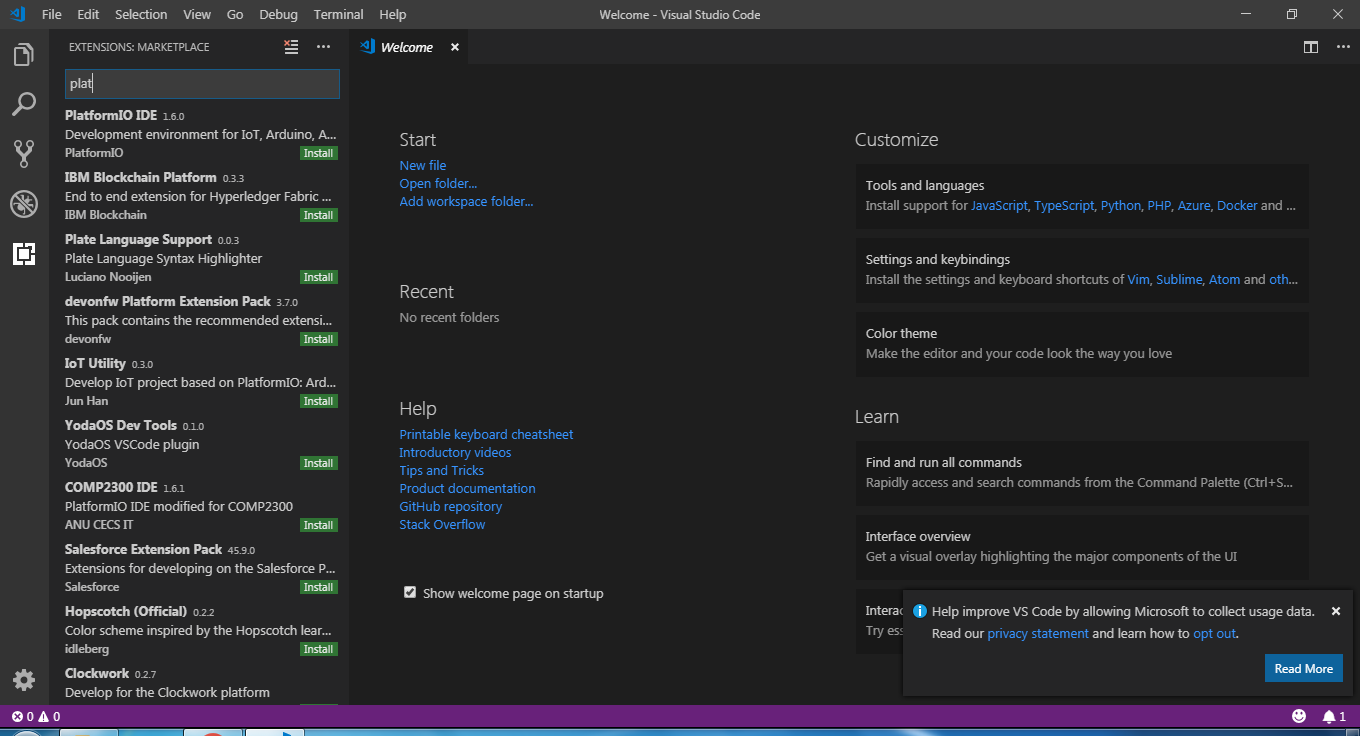 File Edit Selection View Go Debug Terminal Help
Welcome - Visual Studio Code
EXTENSIONS: MARKETPLACE
plat
PlatformIO IDE 1.6.0
Development environment for IoT, Arduino, A...
PlatformIO Install
IBM Blockchain Platform 0.3.3
End to end extension for Hyperledger Fabric ...
IBM Blockchain Install
Plate Language Support 0.0.3
Plate Language Syntax Highlighter
Luciano Nooijen Install
devonfw Platform Extension Pack 3.7.0
This pack contains the recommended extensi...
devonfw Install
IoT Utility 0.3.0
Develop IoT project based on PlatformIO: Ard...
Jun Han Install
YodaOS Dev Tools 0.1.0
YodaOS VSCode plugin
YodaOS Install
COMP2300 IDE 1.6.1
PlatformIO IDE modified for COMP2300
ANU CECS IT Install
Salesforce Extension Pack 45.9.0
Extensions for developing on the Salesforce P...
Salesforce Install
Hopscotch (Official) 0.2.2
Color scheme inspired by the Hopscotch lear...
idleberg Install
Clockwork 0.2.7
Develop for the Clockwork platform
Welcome
Start
New file
Open folder...
Add workspace folder...
Recent
No recent folders
Help
Printable keyboard cheatsheet
Introductory videos
Tips and Tricks
Product documentation
GitHub repository
Stack Overflow
Show welcome page on startup
Customize
Tools and languages
Install support for JavaScript, TypeScript, Python, PHP, Azure, Docker and ...
Settings and keybindings
Install the settings and keyboard shortcuts of Vim, Sublime, Atom and oth...
Color theme
Make the editor and your code look the way you love
Learn
Find and run all commands
Rapidly access and search commands from the Command Palette (Ctrl+S...
Interface overview
Get a visual overlay highlighting the major components of the UI
Interac
Try ess
Help improve VS Code by allowing Microsoft to collect usage data.
Read our privacy statement and learn how to opt out.
Read More
0 0
1